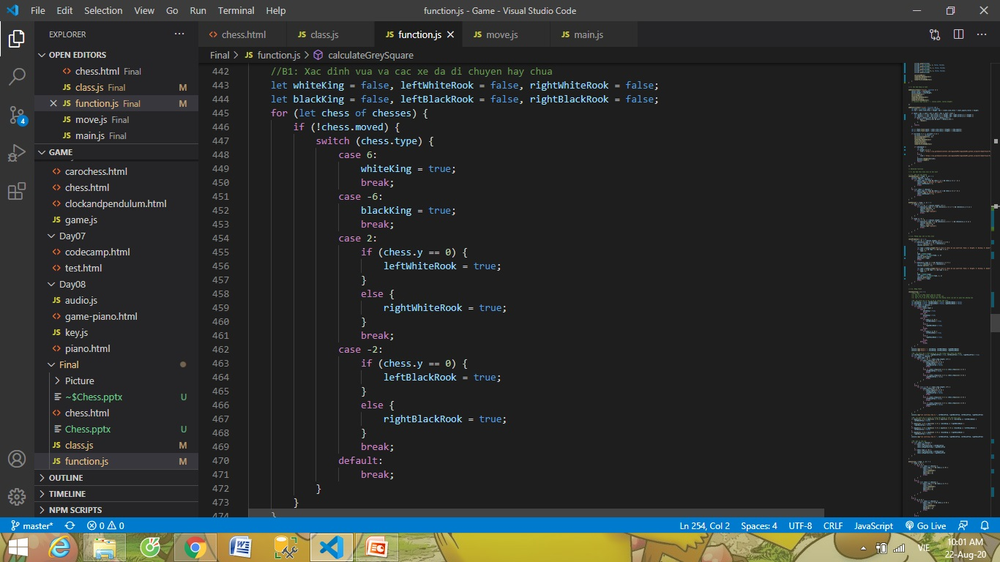 File Edit Selection View Go Run Terminal Help function.js - Game - Visual Studio Code
EXPLORER
OPEN EDITORS
chess.html Final
class.js Final M
function.js Final M
move.js Final
main.js Final
GAME
carochess.html
chess.html
clockandpendulum.html
game.js
Day07
codecamp.html
test.html
Day08
audio.js
game-piano.html
key.js
piano.html
Final
Picture
~$Chess.pptx U
chess.html
Chess.pptx U
class.js M
function.js M
OUTLINE
TIMELINE
NPM SCRIPTS
4
chess.html class.js function.js move.js main.js
Final > function.js > calculateGreySquare
442 //B1: Xac dinh vua va cac xe da di chuyen hay chua
443 let whiteKing = false, leftWhiteRook = false, rightWhiteRook = false;
444 let blackKing = false, leftBlackRook = false, rightBlackRook = false;
445 for (let chess of chesses) {
446 if (!chess.moved) {
447 switch (chess.type) {
448 case 6:
449 whiteKing = true;
450 break;
451 case -6:
452 blackKing = true;
453 break;
454 case 2:
455 if (chess.y == 0) {
456 leftWhiteRook = true;
457 }
458 else {
459 rightWhiteRook = true;
460 }
461 break;
462 case -2:
463 if (chess.y == 0) {
464 leftBlackRook = true;
465 }
466 else {
467 rightBlackRook = true;
468 }
469 break;
470 default:
471 break;
472 }
473 }
474 }
master* 0 0 Ln 254, Col 2 Spaces: 4 UTF-8 CRLF JavaScript Go Live
VIE 10:01 AM
22-Aug-20